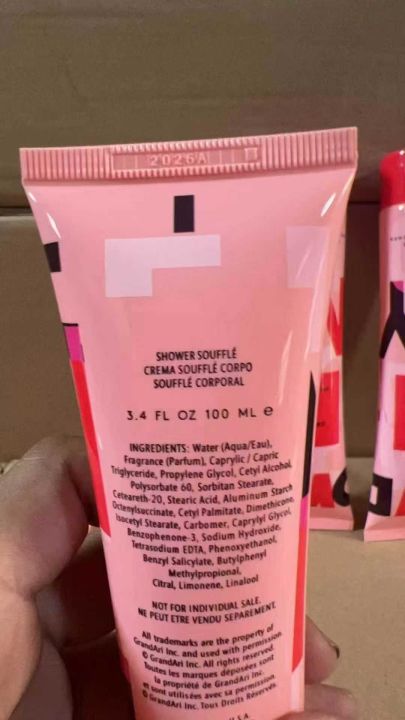 2026A
SHOWER SOUFFLÉ
CREMA SOUFFLÉ CORPO
SOUFFLÉ CORPORAL
3.4 FL OZ 100 ML e
INGREDIENTS: Water (Aqua/Eau),
Fragrance (Parfum), Caprylic / Capric
Triglyceride, Propylene Glycol, Cetyl Alcohol,
Polysorbate 60, Sorbitan Stearate,
Ceteareth-20, Stearic Acid, Aluminum Starch
Octenylsuccinate, Cetyl Palmitate, Dimethicone,
Isocetyl Stearate, Carbomer, Caprylyl Glycol,
Benzophenone-3, Sodium Hydroxide,
Tetrasodium EDTA, Phenoxyethanol,
Benzyl Salicylate, Butylphenyl
Methylpropional,
Citral, Limonene, Linalool
NOT FOR INDIVIDUAL SALE.
NE PEUT ETRE VENDU SEPAREMENT.
All trademarks are the property of
GrandAri Inc. and used with permission.
© GrandAri Inc. All rights reserved.
Toutes les marques déposées sont
la propriété de GrandAri Inc.
et sont utilisées avec sa permission.
© GrandAri Inc. Tous Droits Réservés.